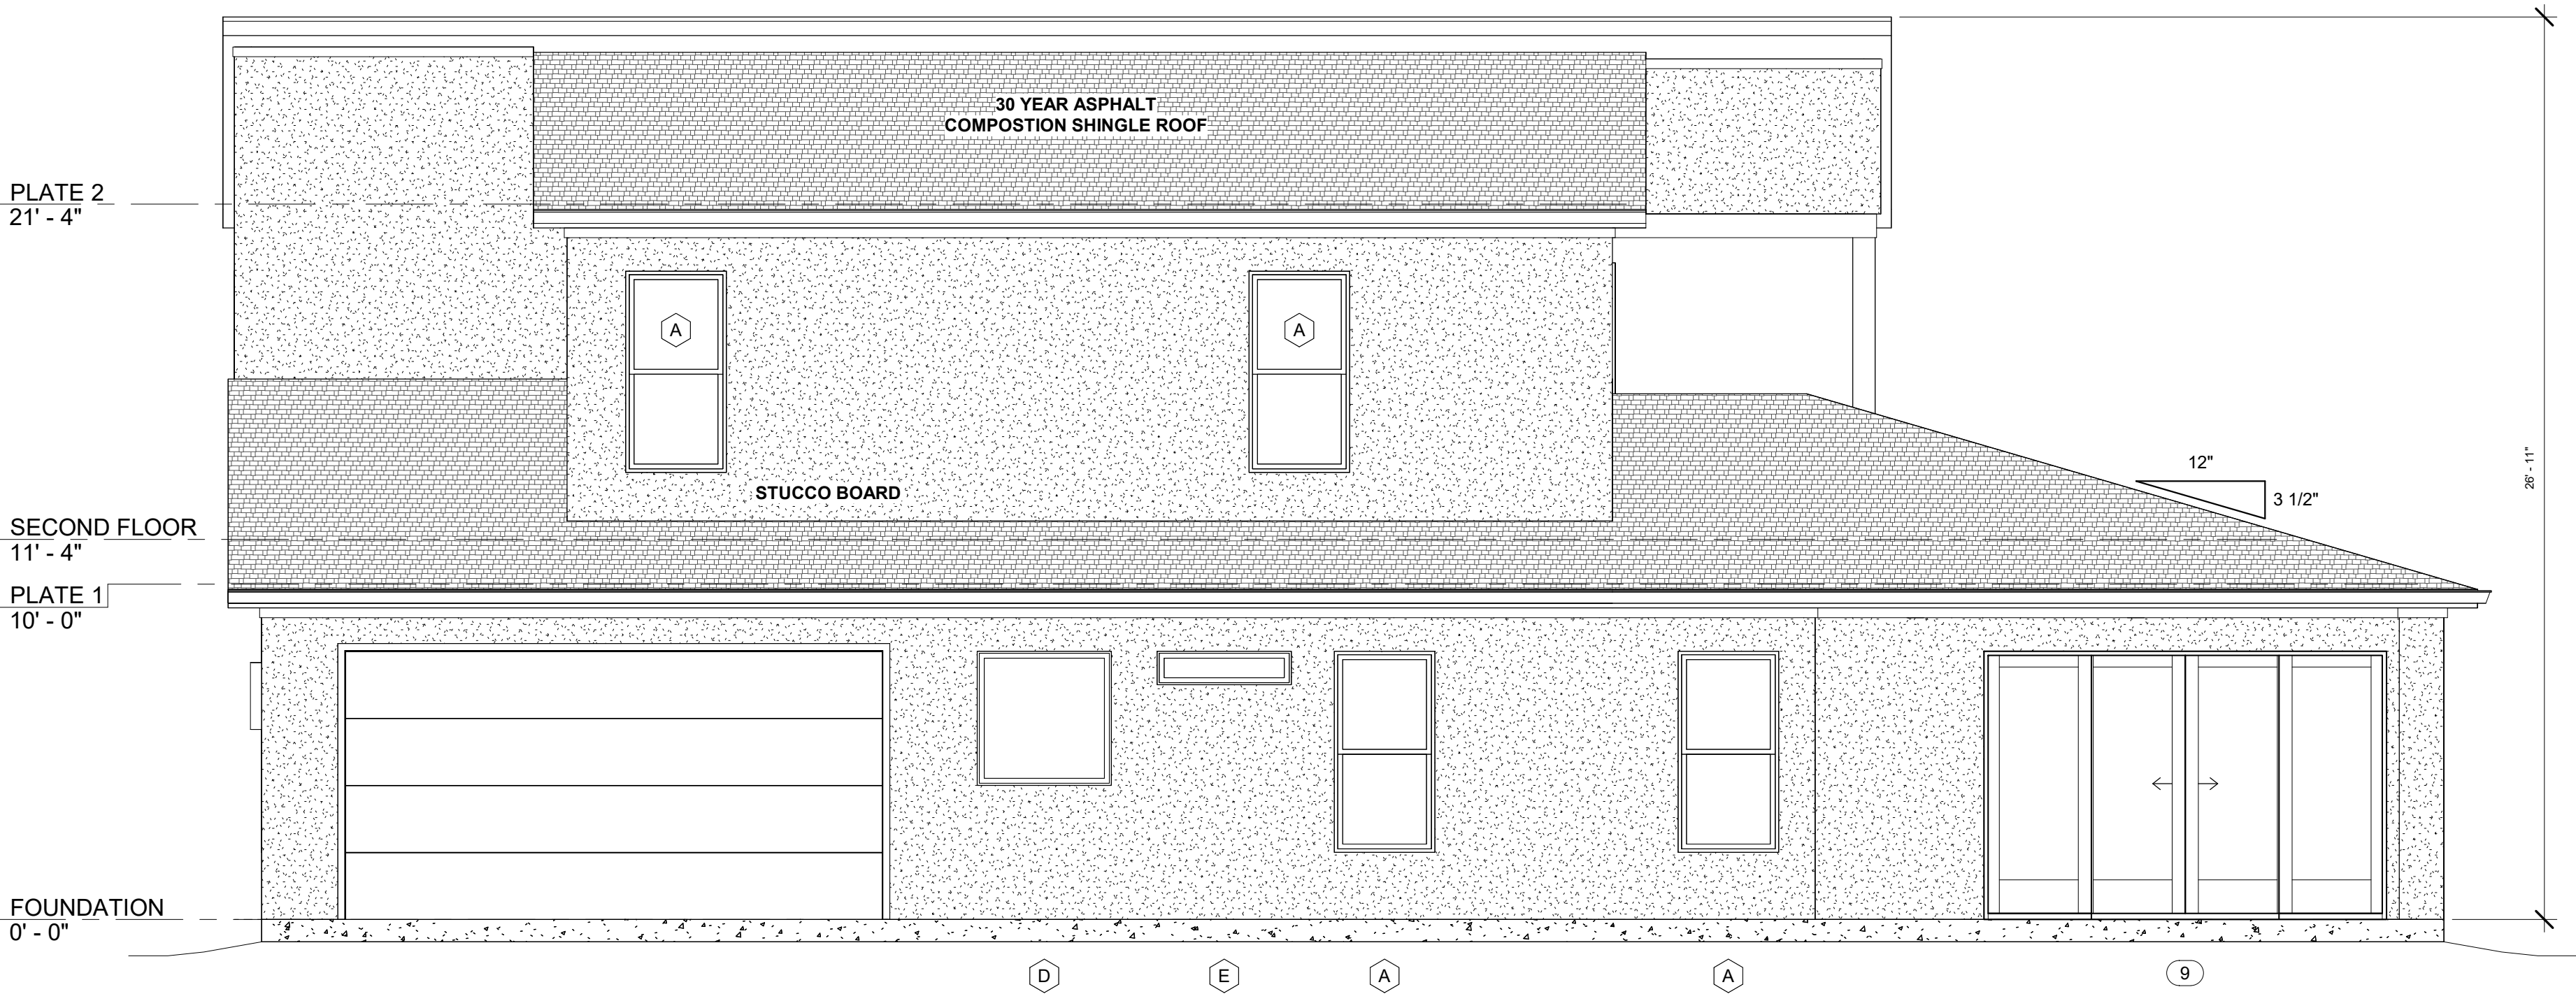 30 YEAR ASPHALT
COMPOSTION SHINGLE ROOF
PLATE 2
21' - 4"
A
A
12"
3 1/2"
26' - 11"
STUCCO BOARD
SECOND FLOOR
11' - 4"
PLATE 1
10' - 0"
FOUNDATION
0' - 0"
D
E
A
A
9